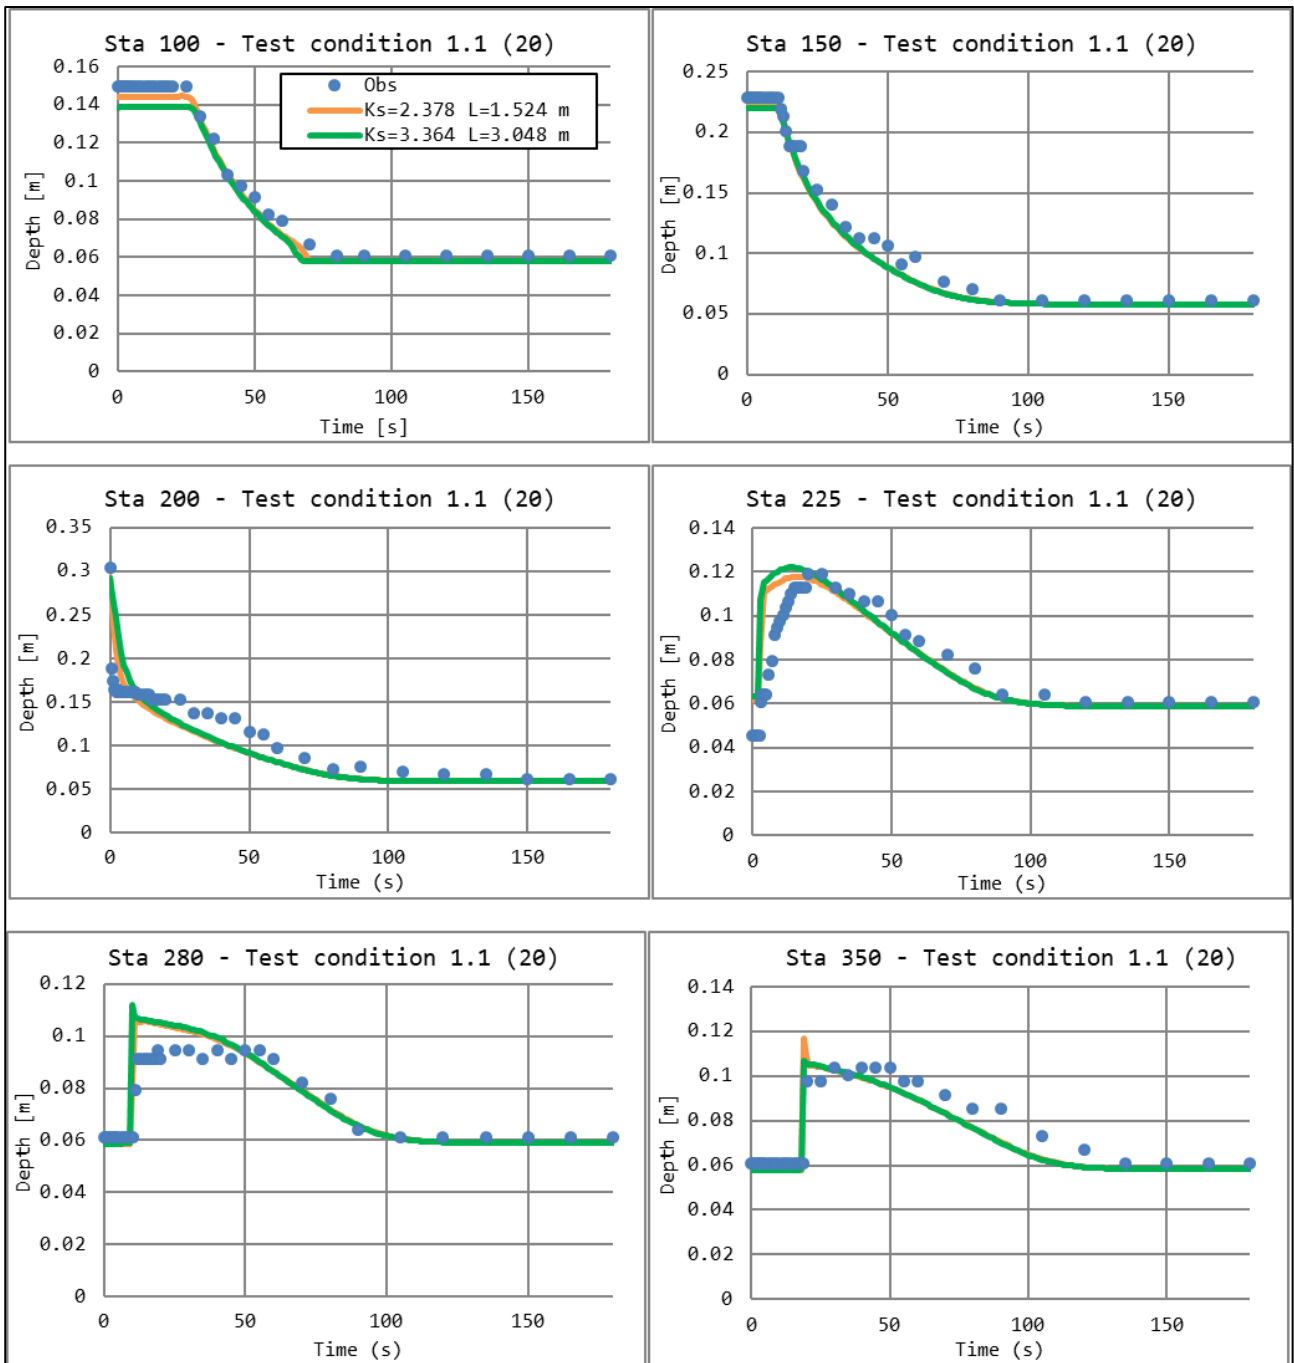 Sta 100 - Test condition 1.1 (20)
0.16
0.14
0.12
0.1
0.08
0.06
0.04
0.02
0
Depth [m]
Obs
Ks=2.378 L=1.524 m
Ks=3.364 L=3.048 m
0 50 100 150
Time [s]
Sta 150 - Test condition 1.1 (20)
0.25
0.2
0.15
0.1
0.05
0
Depth [m]
0 50 100 150
Time (s)
Sta 200 - Test condition 1.1 (20)
0.35
0.3
0.25
0.2
0.15
0.1
0.05
0
Depth [m]
0 50 100 150
Time (s)
Sta 225 - Test condition 1.1 (20)
0.14
0.12
0.1
0.08
0.06
0.04
0.02
0
Depth [m]
0 50 100 150
Time (s)
Sta 280 - Test condition 1.1 (20)
0.12
0.1
0.08
0.06
0.04
0.02
0
Depth [m]
0 50 100 150
Time (s)
Sta 350 - Test condition 1.1 (20)
0.14
0.12
0.1
0.08
0.06
0.04
0.02
0
Depth [m]
0 50 100 150
Time (s)